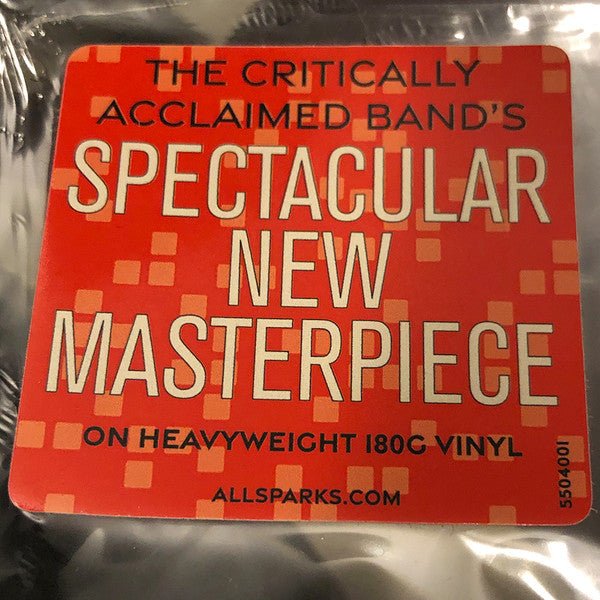 THE CRITICALLY
ACCLAIMED BAND'S
SPECTACULAR
NEW
MASTERPIECE
ON HEAVYWEIGHT 180G VINYL
ALLSPARKS.COM
5504001